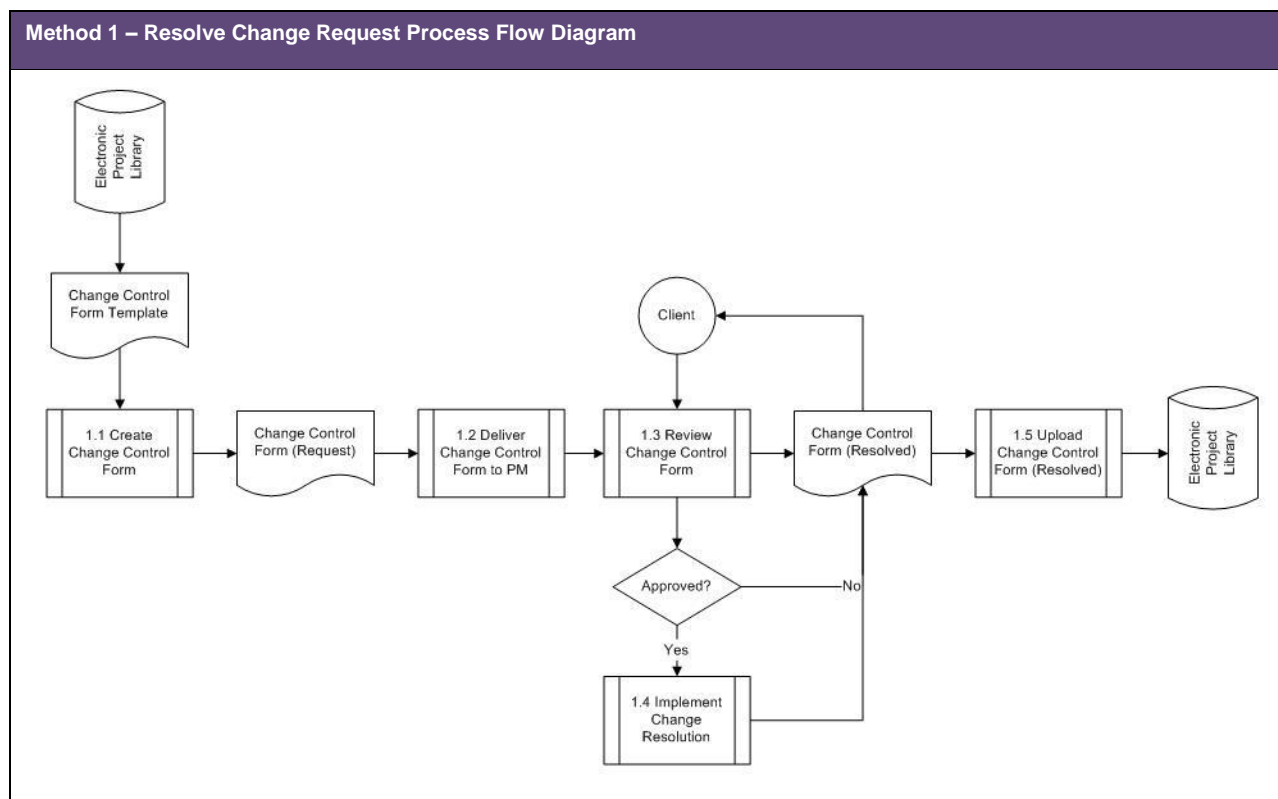 Method 1 – Resolve Change Request Process Flow Diagram
Electronic
Project
Library
Change Control
Form Template
Client
1.1 Create
Change Control
Form
Change Control
Form (Request)
1.2 Deliver
Change Control
Form to PM
1.3 Review
Change Control
Form
Change Control
Form (Resolved)
1.5 Upload
Change Control
Form (Resolved)
Electronic
Project
Library
Approved?
No
Yes
1.4 Implement
Change
Resolution